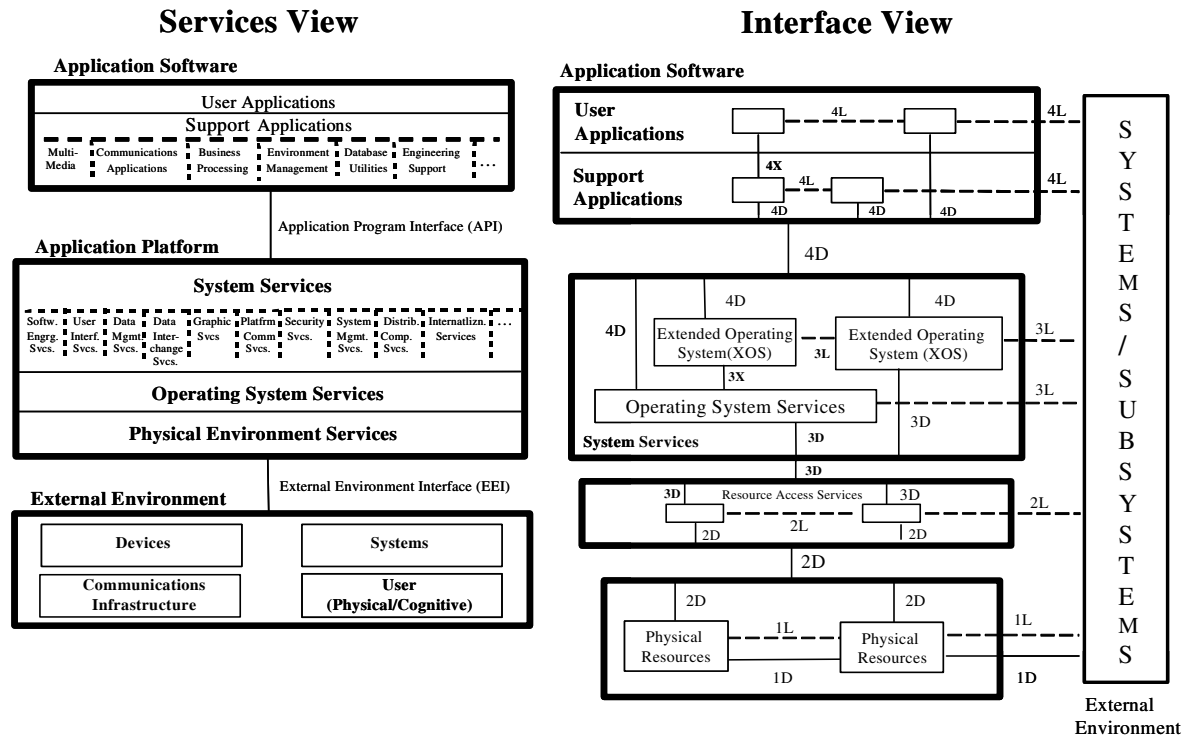 Services View
Application Software
User Applications
Support Applications
Multi-
Media
Communications
Applications
Business
Processing
Environment
Management
Database
Utilities
Engineering
Support
...
Application Program Interface (API)
Application Platform
System Services
Softw.
Engrg.
Svcs.
User
Interf.
Svcs.
Data
Mgmt.
Svcs.
Data
Inter-
change
Svcs.
Graphic
Svcs
Platfrm
Comm
Svcs.
Security
Svcs.
System
Mgmt.
Svcs.
Distrib.
Comp.
Svcs.
Internatlizn.
Services
...
Operating System Services
Physical Environment Services
External Environment Interface (EEI)
External Environment
Devices
Systems
Communications
Infrastructure
User
(Physical/Cognitive)
Interface View
Application Software
User
Applications
4L
4L
4X
Support
Applications
4L
4L
4D
4D
4D
4D
4D
4D
4D
Extended Operating
System(XOS)
3L
Extended Operating
System (XOS)
3L
3X
Operating System Services
3L
3D
3D
System Services
3D
3D
Resource Access Services
3D
2L
2L
2D
2D
2D
2D
2D
Physical
Resources
1L
Physical
Resources
1L
1D
1D
S
Y
S
T
E
M
S
/
S
U
B
S
Y
S
T
E
M
S
External
Environment